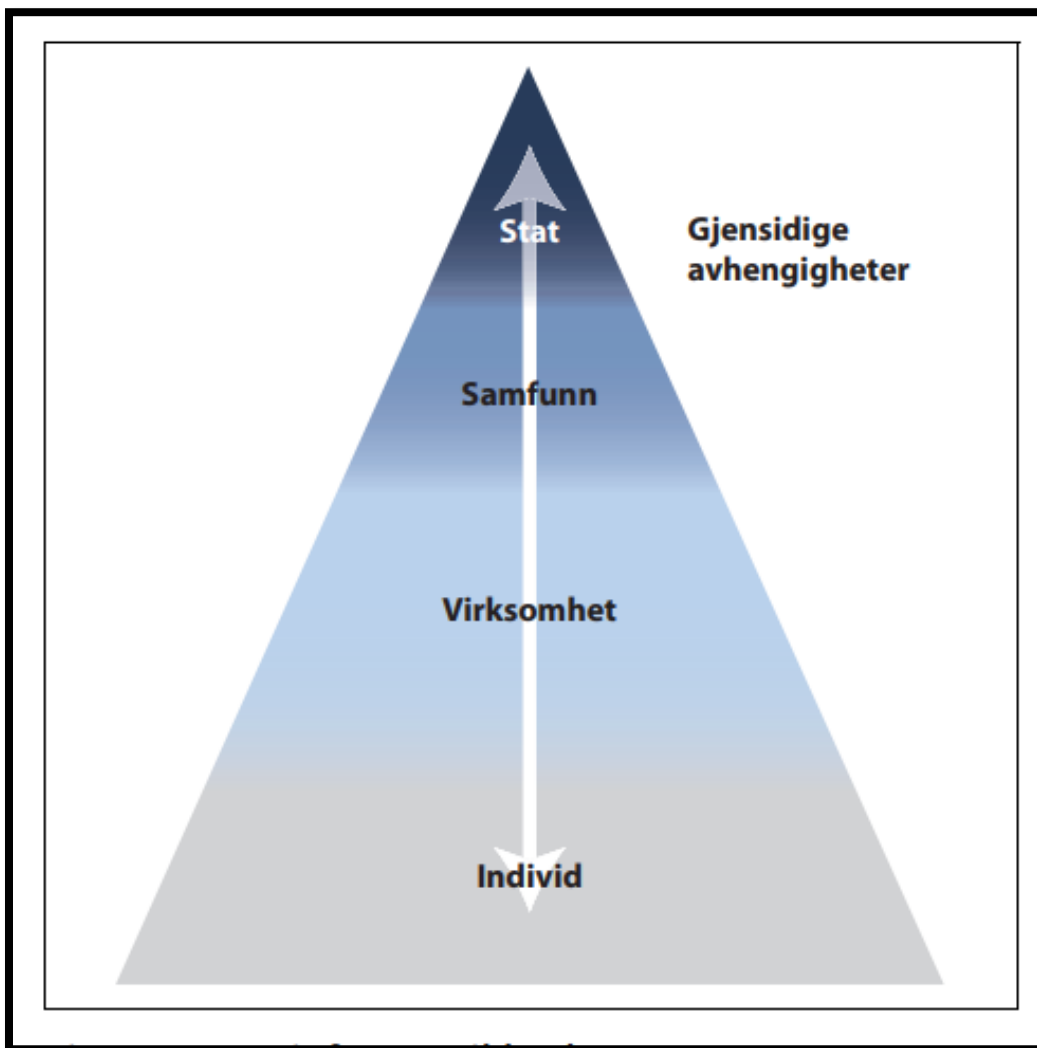 Stat
Gjensidige
avhengigheter
Samfunn
Virksomhet
Individ